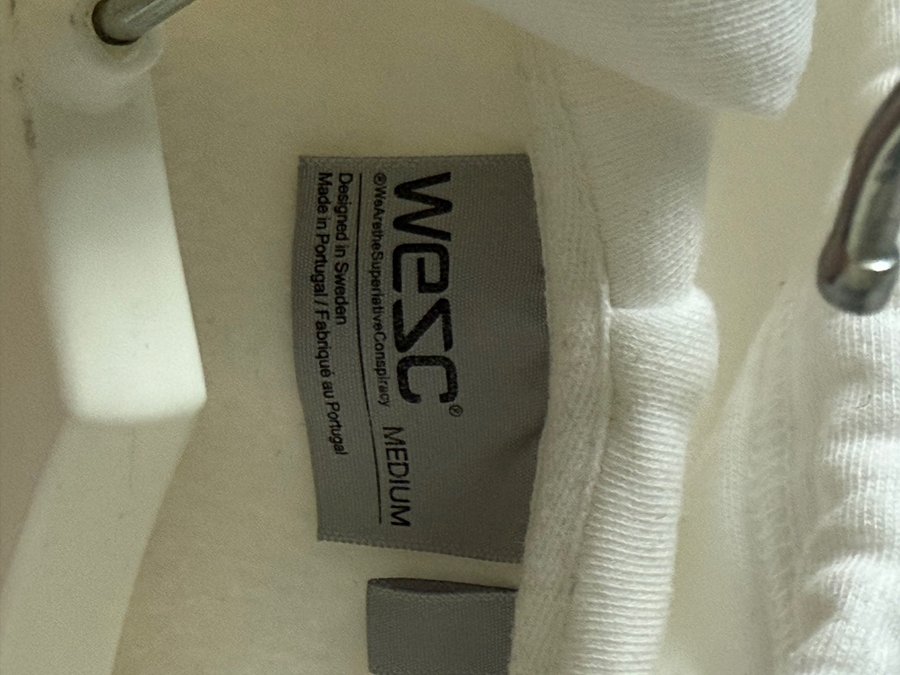 wesc®
®WeAretheSuperlativeConspiracy MEDIUM
Designed in Sweden
Made in Portugal / Fabriqué au Portugal